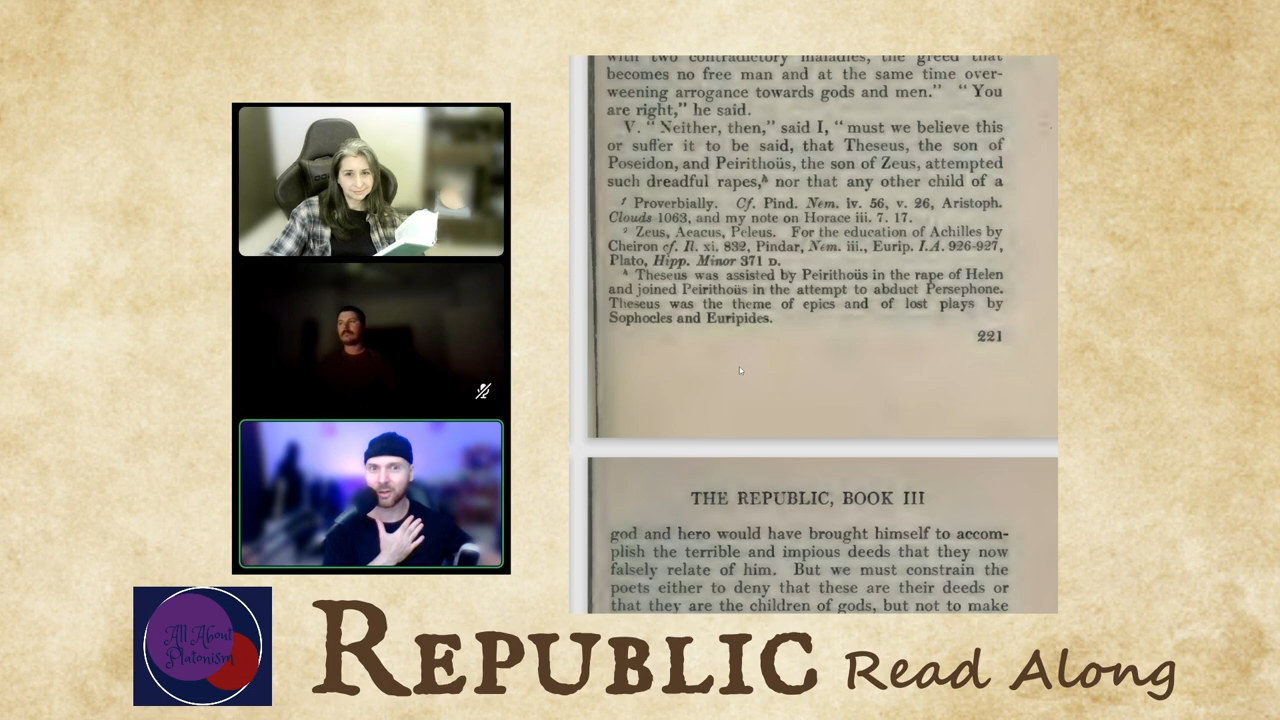 with two contradictory maladies, the greed that
becomes no free man and at the same time over-
weening arrogance towards gods and men.” “ You
are right,” he said.
V. “ Neither, then,” said I, “ must we believe this
or suffer it to be said, that Theseus, the son of
Poseidon, and Peirithoüs, the son of Zeus, attempted
such dreadful rapes,h nor that any other child of a
f Proverbially. Cf. Pind. Nem. iv. 56, v. 26, Aristoph.
Clouds 1063, and my note on Horace iii. 7. 17.
g Zeus, Aeacus, Peleus. For the education of Achilles by
Cheiron cf. Il. xi. 832, Pindar, Nem. iii., Eurip. I.A. 926-927,
Plato, Hipp. Minor 371 D.
h Theseus was assisted by Peirithoüs in the rape of Helen
and joined Peirithoüs in the attempt to abduct Persephone.
Theseus was the theme of epics and of lost plays by
Sophocles and Euripides.
221
THE REPUBLIC, BOOK III
god and hero would have brought himself to accom-
plish the terrible and impious deeds that they now
falsely relate of him. But we must constrain the
poets either to deny that these are their deeds or
that they are the children of gods, but not to make
All About
Platonism
REPUBLIC Read Along